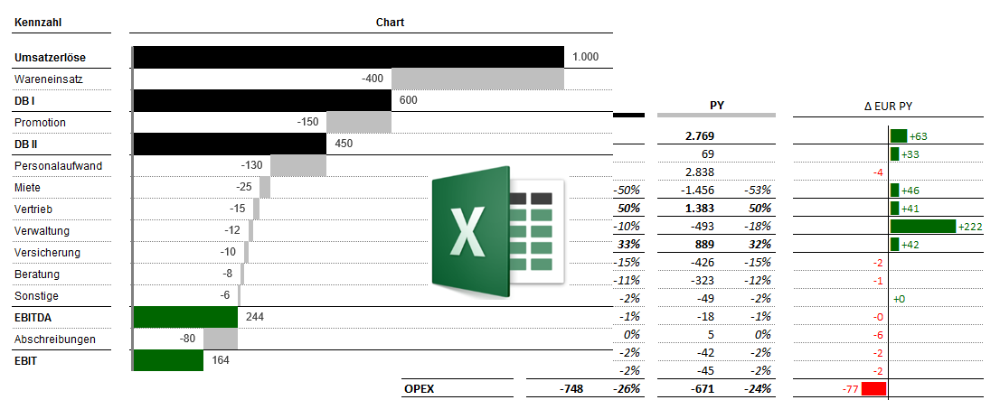 Kennzahl Chart
Umsatzerlöse 1.000
Wareneinsatz -400
DB I 600
Promotion -150
DB II 450
Personalaufwand -130
Miete -25
Vertrieb -15
Verwaltung -12
Versicherung -10
Beratung -8
Sonstige -6
EBITDA 244
Abschreibungen -80
EBIT 164
X
PY Δ EUR PY
2.769 +63
69 +33
2.838 -4
-50% -1.456 -53% +46
50% 1.383 50% +41
-10% -493 -18% +222
33% 889 32% +42
-15% -426 -15% -2
-11% -323 -12% -1
-2% -49 -2% +0
-1% -18 -1% -0
0% 5 0% -6
-2% -42 -2% -2
-2% -45 -2% -2
OPEX -748 -26% -671 -24% -77